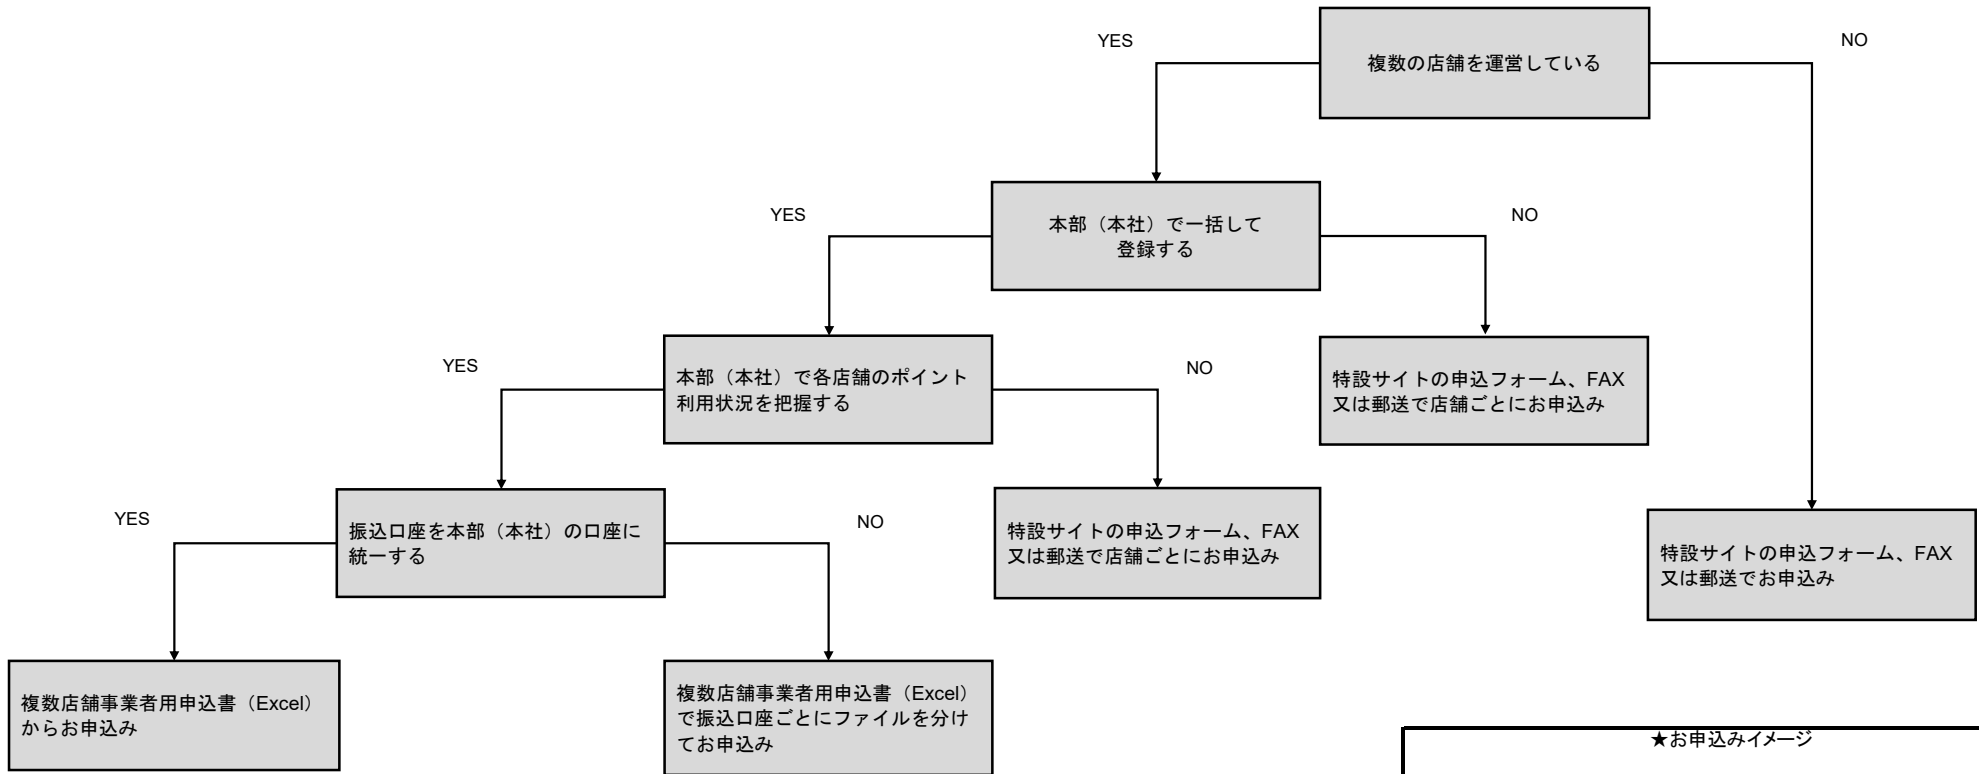 YES
複数の店舗を運営している
NO
YES
本部（本社）で一括して
登録する
NO
YES
本部（本社）で各店舗のポイント
利用状況を把握する
NO
特設サイトの申込フォーム、FAX
又は郵送で店舗ごとにお申込み
YES
振込口座を本部（本社）の口座に
統一する
NO
特設サイトの申込フォーム、FAX
又は郵送で店舗ごとにお申込み
特設サイトの申込フォーム、FAX
又は郵送でお申込み
複数店舗事業者用申込書（Excel）
からお申込み
複数店舗事業者用申込書（Excel）
で振込口座ごとにファイルを分け
てお申込み
★お申込みイメージ